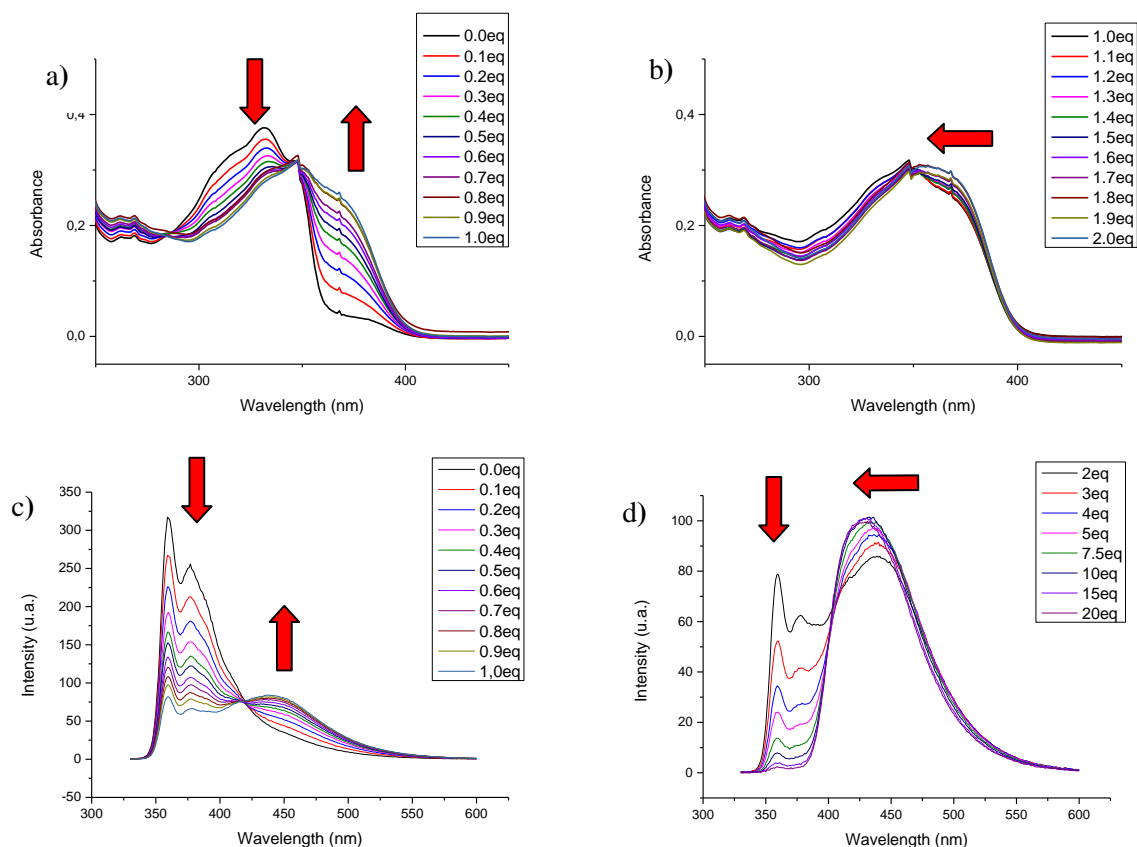 a)
0.0eq
0.1eq
0.2eq
0.3eq
0.4eq
0.5eq
0.6eq
0.7eq
0.8eq
0.9eq
1.0eq
0,4
0,2
0,0
Absorbance
300
400
Wavelength (nm)
b)
1.0eq
1.1eq
1.2eq
1.3eq
1.4eq
1.5eq
1.6eq
1.7eq
1.8eq
1.9eq
2.0eq
0,4
0,2
0,0
Absorbance
300
400
Wavelength (nm)
c)
0.0eq
0.1eq
0.2eq
0.3eq
0.4eq
0.5eq
0.6eq
0.7eq
0.8eq
0.9eq
1,0eq
350
300
250
200
150
100
50
0
-50
Intensity (u.a.)
300
350
400
450
500
550
600
Wavelength (nm)
d)
2eq
3eq
4eq
5eq
7.5eq
10eq
15eq
20eq
100
80
60
40
20
0
Intensity (u.a.)
300
350
400
450
500
550
600
Wavelength (nm)